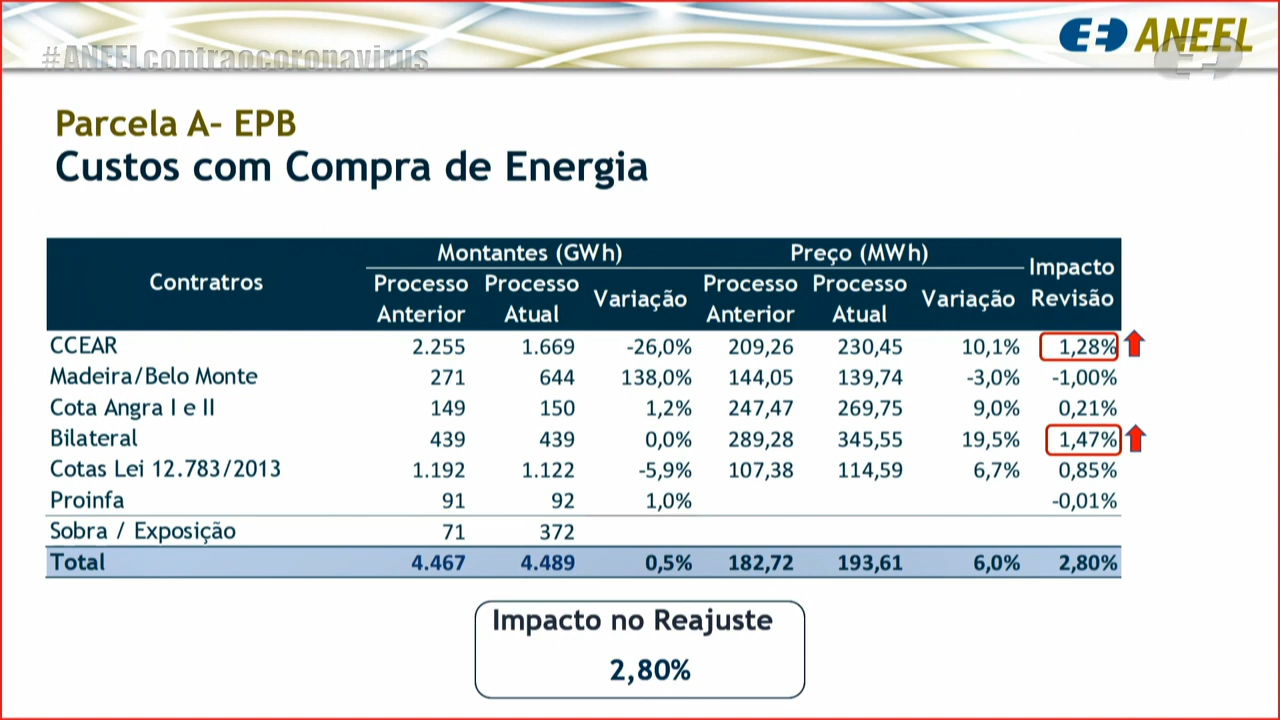 #ANEELcontraocoronavirus
ANEEL
Parcela A– EPB
Custos com Compra de Energia
Contratros Montantes (GWh) Preço (MWh) Impacto Revisão
Processo Anterior Processo Atual Variação Processo Anterior Processo Atual Variação
CCEAR 2.255 1.669 -26,0% 209,26 230,45 10,1% 1,28%
Madeira/Belo Monte 271 644 138,0% 144,05 139,74 -3,0% -1,00%
Cota Angra I e II 149 150 1,2% 247,47 269,75 9,0% 0,21%
Bilateral 439 439 0,0% 289,28 345,55 19,5% 1,47%
Cotas Lei 12.783/2013 1.192 1.122 -5,9% 107,38 114,59 6,7% 0,85%
Proinfa 91 92 1,0% -0,01%
Sobra / Exposição 71 372
Total 4.467 4.489 0,5% 182,72 193,61 6,0% 2,80%
Impacto no Reajuste
2,80%